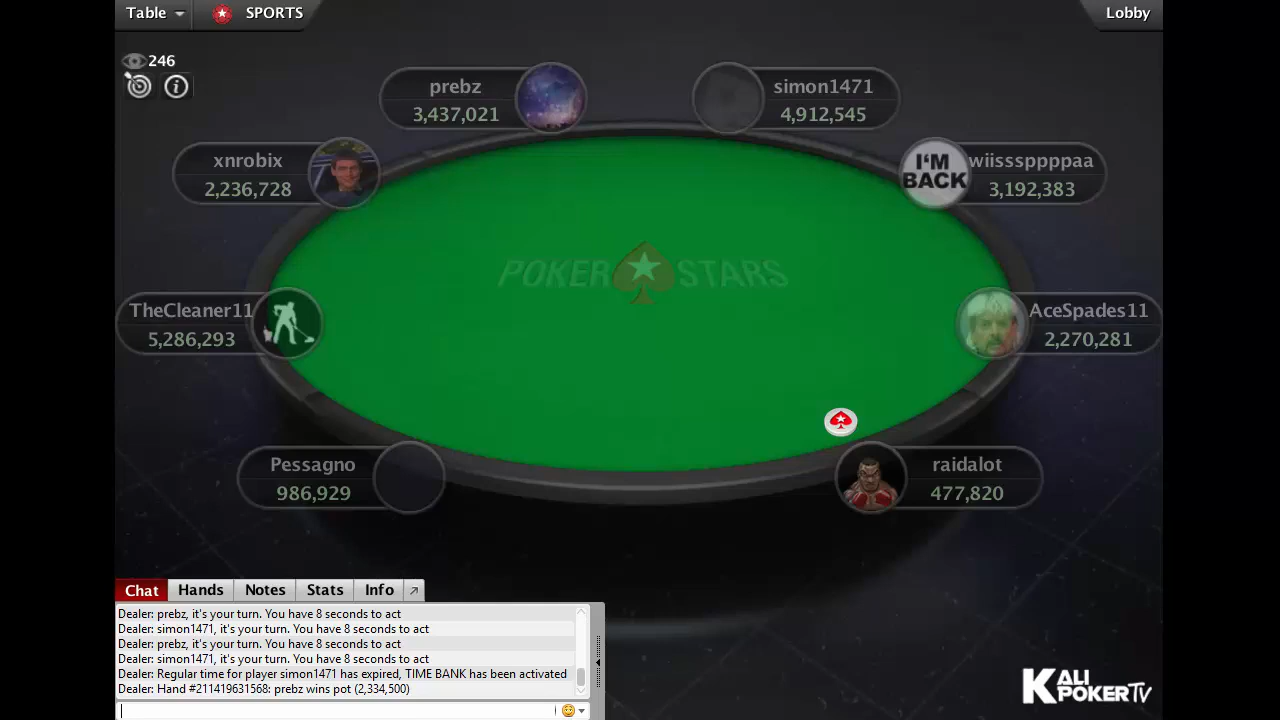 Table
SPORTS
Lobby
246
prebz
3,437,021
simon1471
4,912,545
xnrobix
2,236,728
I'M
BACK
wiisssppppaa
3,192,383
POKER STARS
TheCleaner11
5,286,293
AceSpades11
2,270,281
Pessagno
986,929
raidalot
477,820
Chat Hands Notes Stats Info
Dealer: prebz, it's your turn. You have 8 seconds to act
Dealer: simon1471, it's your turn. You have 8 seconds to act
Dealer: prebz, it's your turn. You have 8 seconds to act
Dealer: simon1471, it's your turn. You have 8 seconds to act
Dealer: Regular time for player simon1471 has expired, TIME BANK has been activated
Dealer: Hand #211419631568: prebz wins pot (2,334,500)
KALI
POKERTV